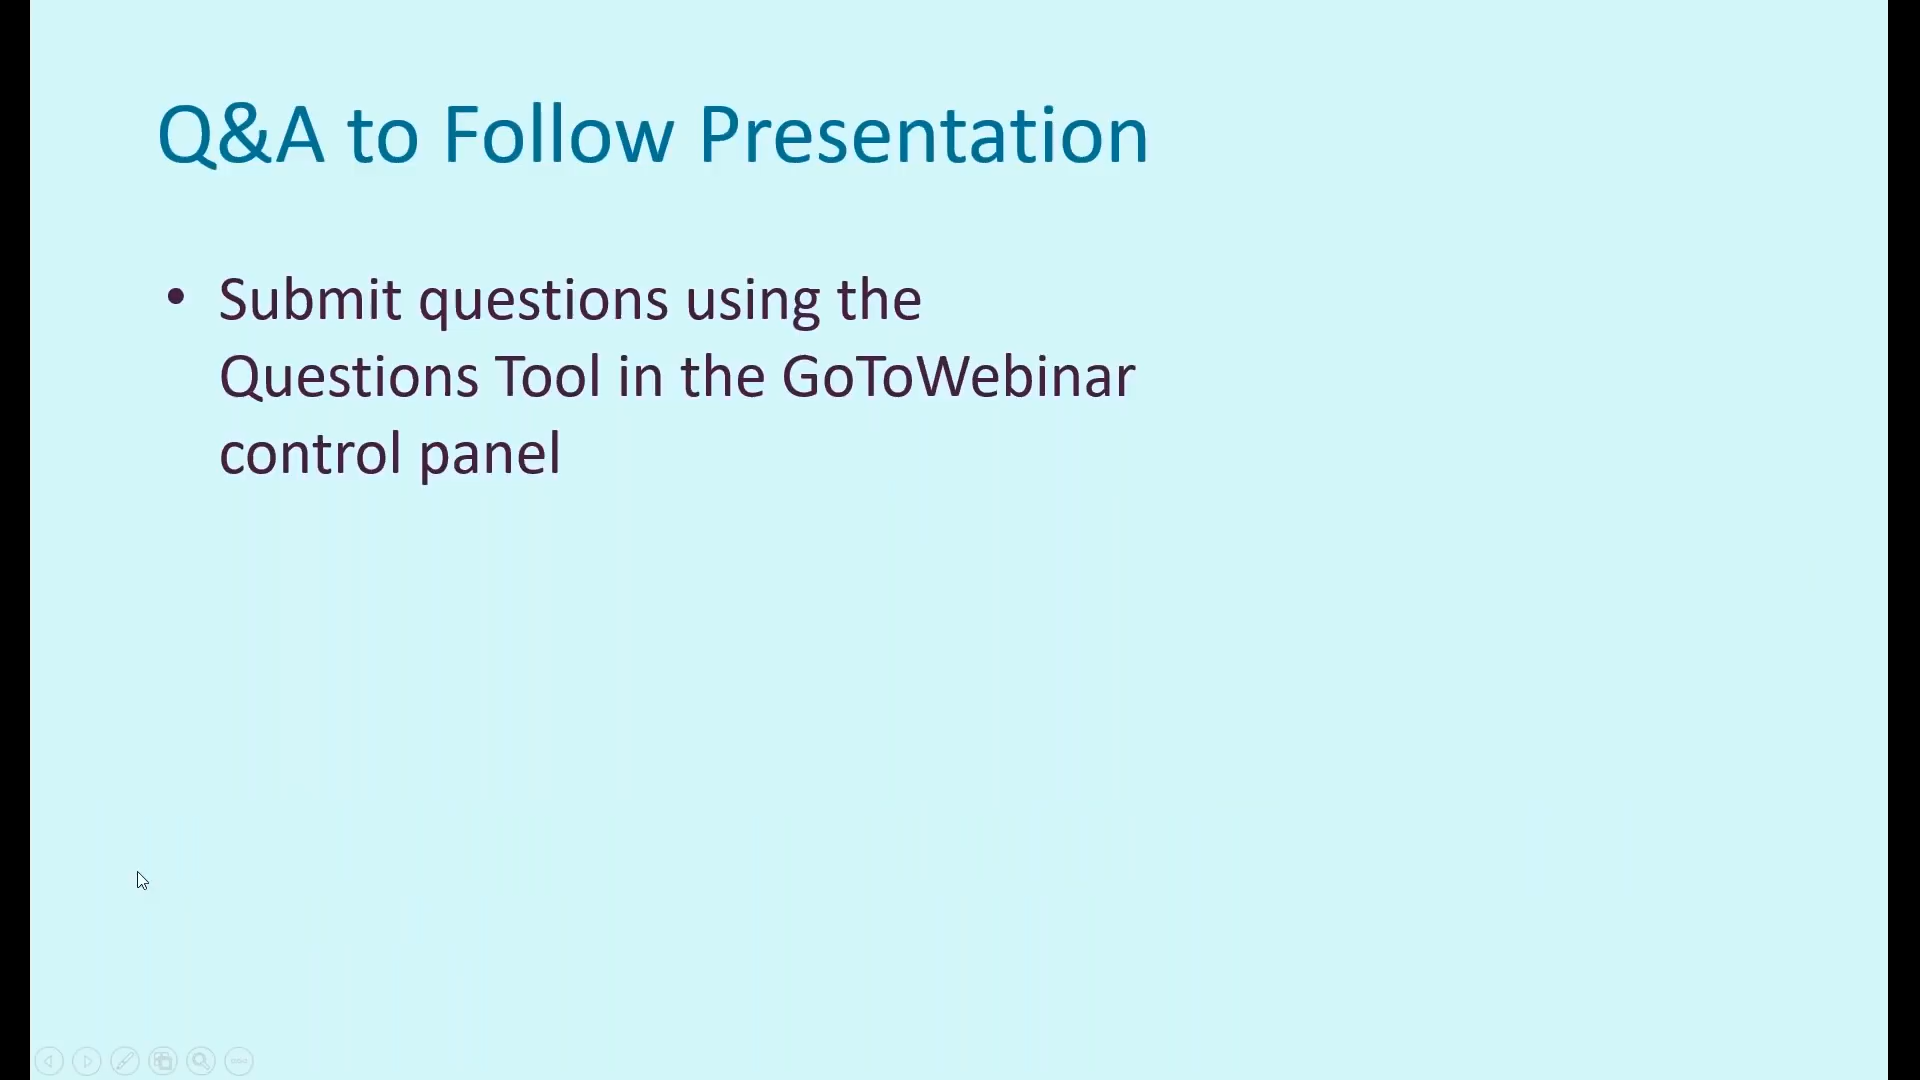 Q&A to Follow Presentation
• Submit questions using the
Questions Tool in the GoToWebinar
control panel